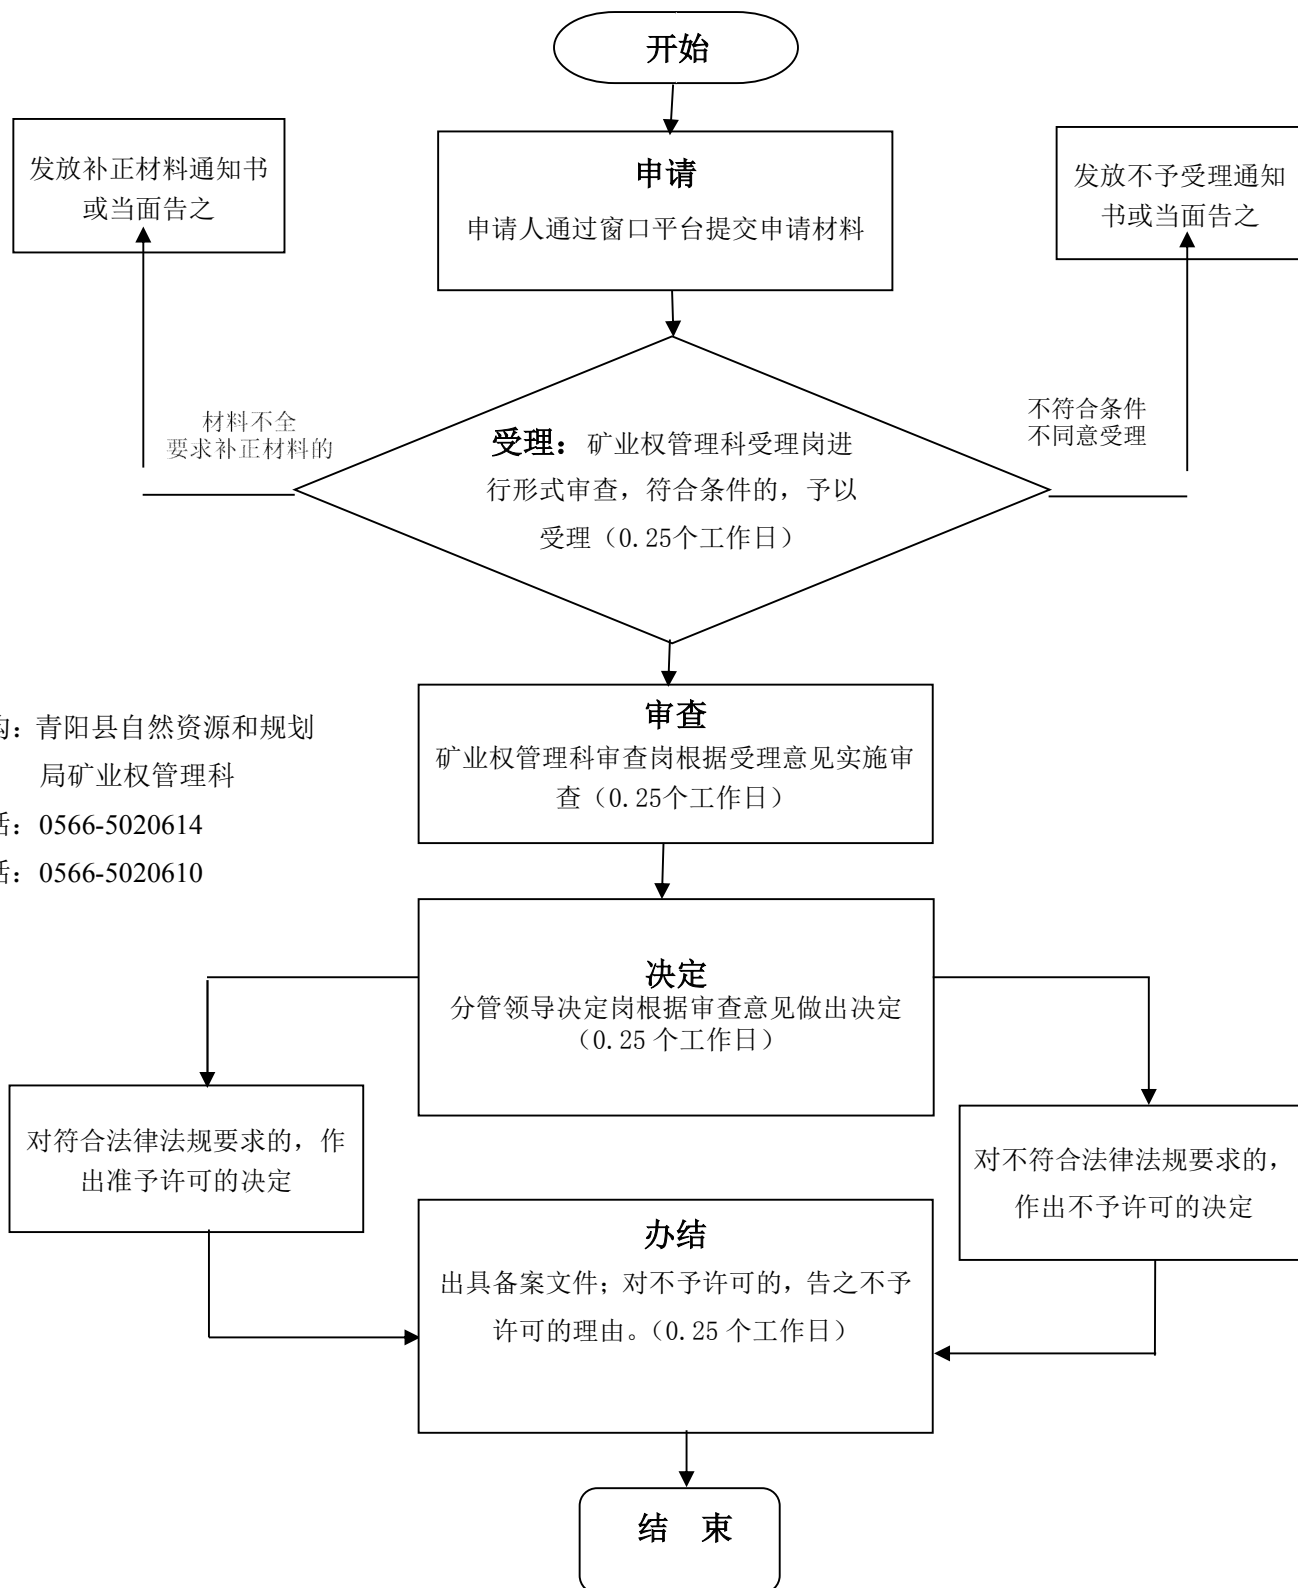 开始
发放补正材料通知书
或当面告之
申请
申请人通过窗口平台提交申请材料
发放不予受理通知
书或当面告之
材料不全
要求补正材料的
受理：矿业权管理科受理岗进
行形式审查，符合条件的，予以
受理（0.25个工作日）
不符合条件
不同意受理
审查
矿业权管理科审查岗根据受理意见实施审
查（0.25个工作日）
：青阳县自然资源和规划
局矿业权管理科
：0566-5020614
：0566-5020610
决定
分管领导决定岗根据审查意见做出决定
（0.25 个工作日）
对符合法律法规要求的，作
出准予许可的决定
对不符合法律法规要求的，
作出不予许可的决定
办结
出具备案文件；对不予许可的，告之不予
许可的理由。（0.25 个工作日）
结 束